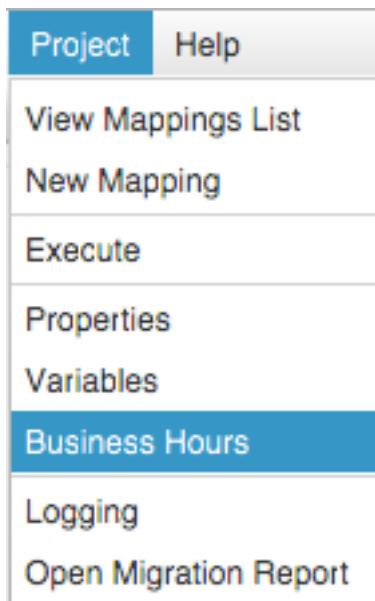 Project Help
View Mappings List
New Mapping
Execute
Properties
Variables
Business Hours
Logging
Open Migration Report